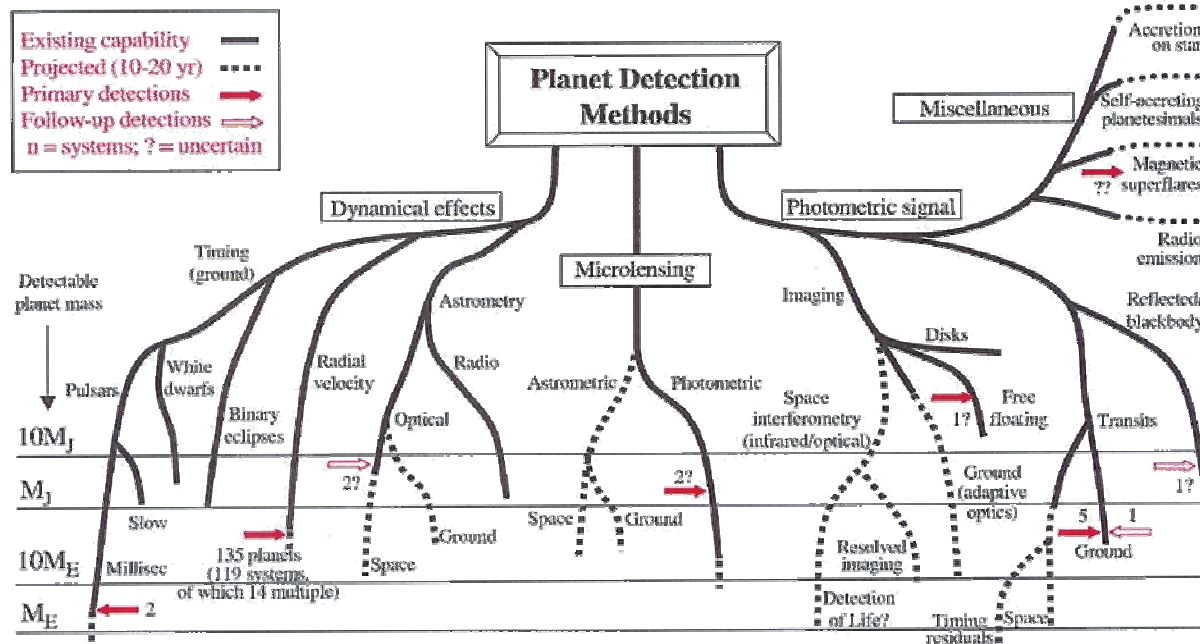 Existing capability
Projected (10-20 yr)
Primary detections
Follow-up detections
n = systems; ? = uncertain
Planet Detection
Methods
Miscellaneous
Accretion
on star
Self-accreting
planetesimals
Magnetic
superflares
??
Radio
emission
Dynamical effects
Photometric signal
Microlensing
Timing
(ground)
Detectable
planet mass
Astrometry
Imaging
Reflected/
blackbody
Pulsars
White
dwarfs
Radial
velocity
Radio
Binary
eclipses
Optical
Astrometric
Photometric
Disks
Space
interferometry
(infrared/optical)
1?
Free
floating
Transits
10MJ
2?
2?
Ground
(adaptive
optics)
1?
MJ
Slow
Space
Ground
5
1
Ground
Ground
Space
10ME
Millisec
135 planets
(119 systems,
of which 14 multiple)
Resolved
imaging
ME
2
Detection
of Life?
Timing
residuals
Space